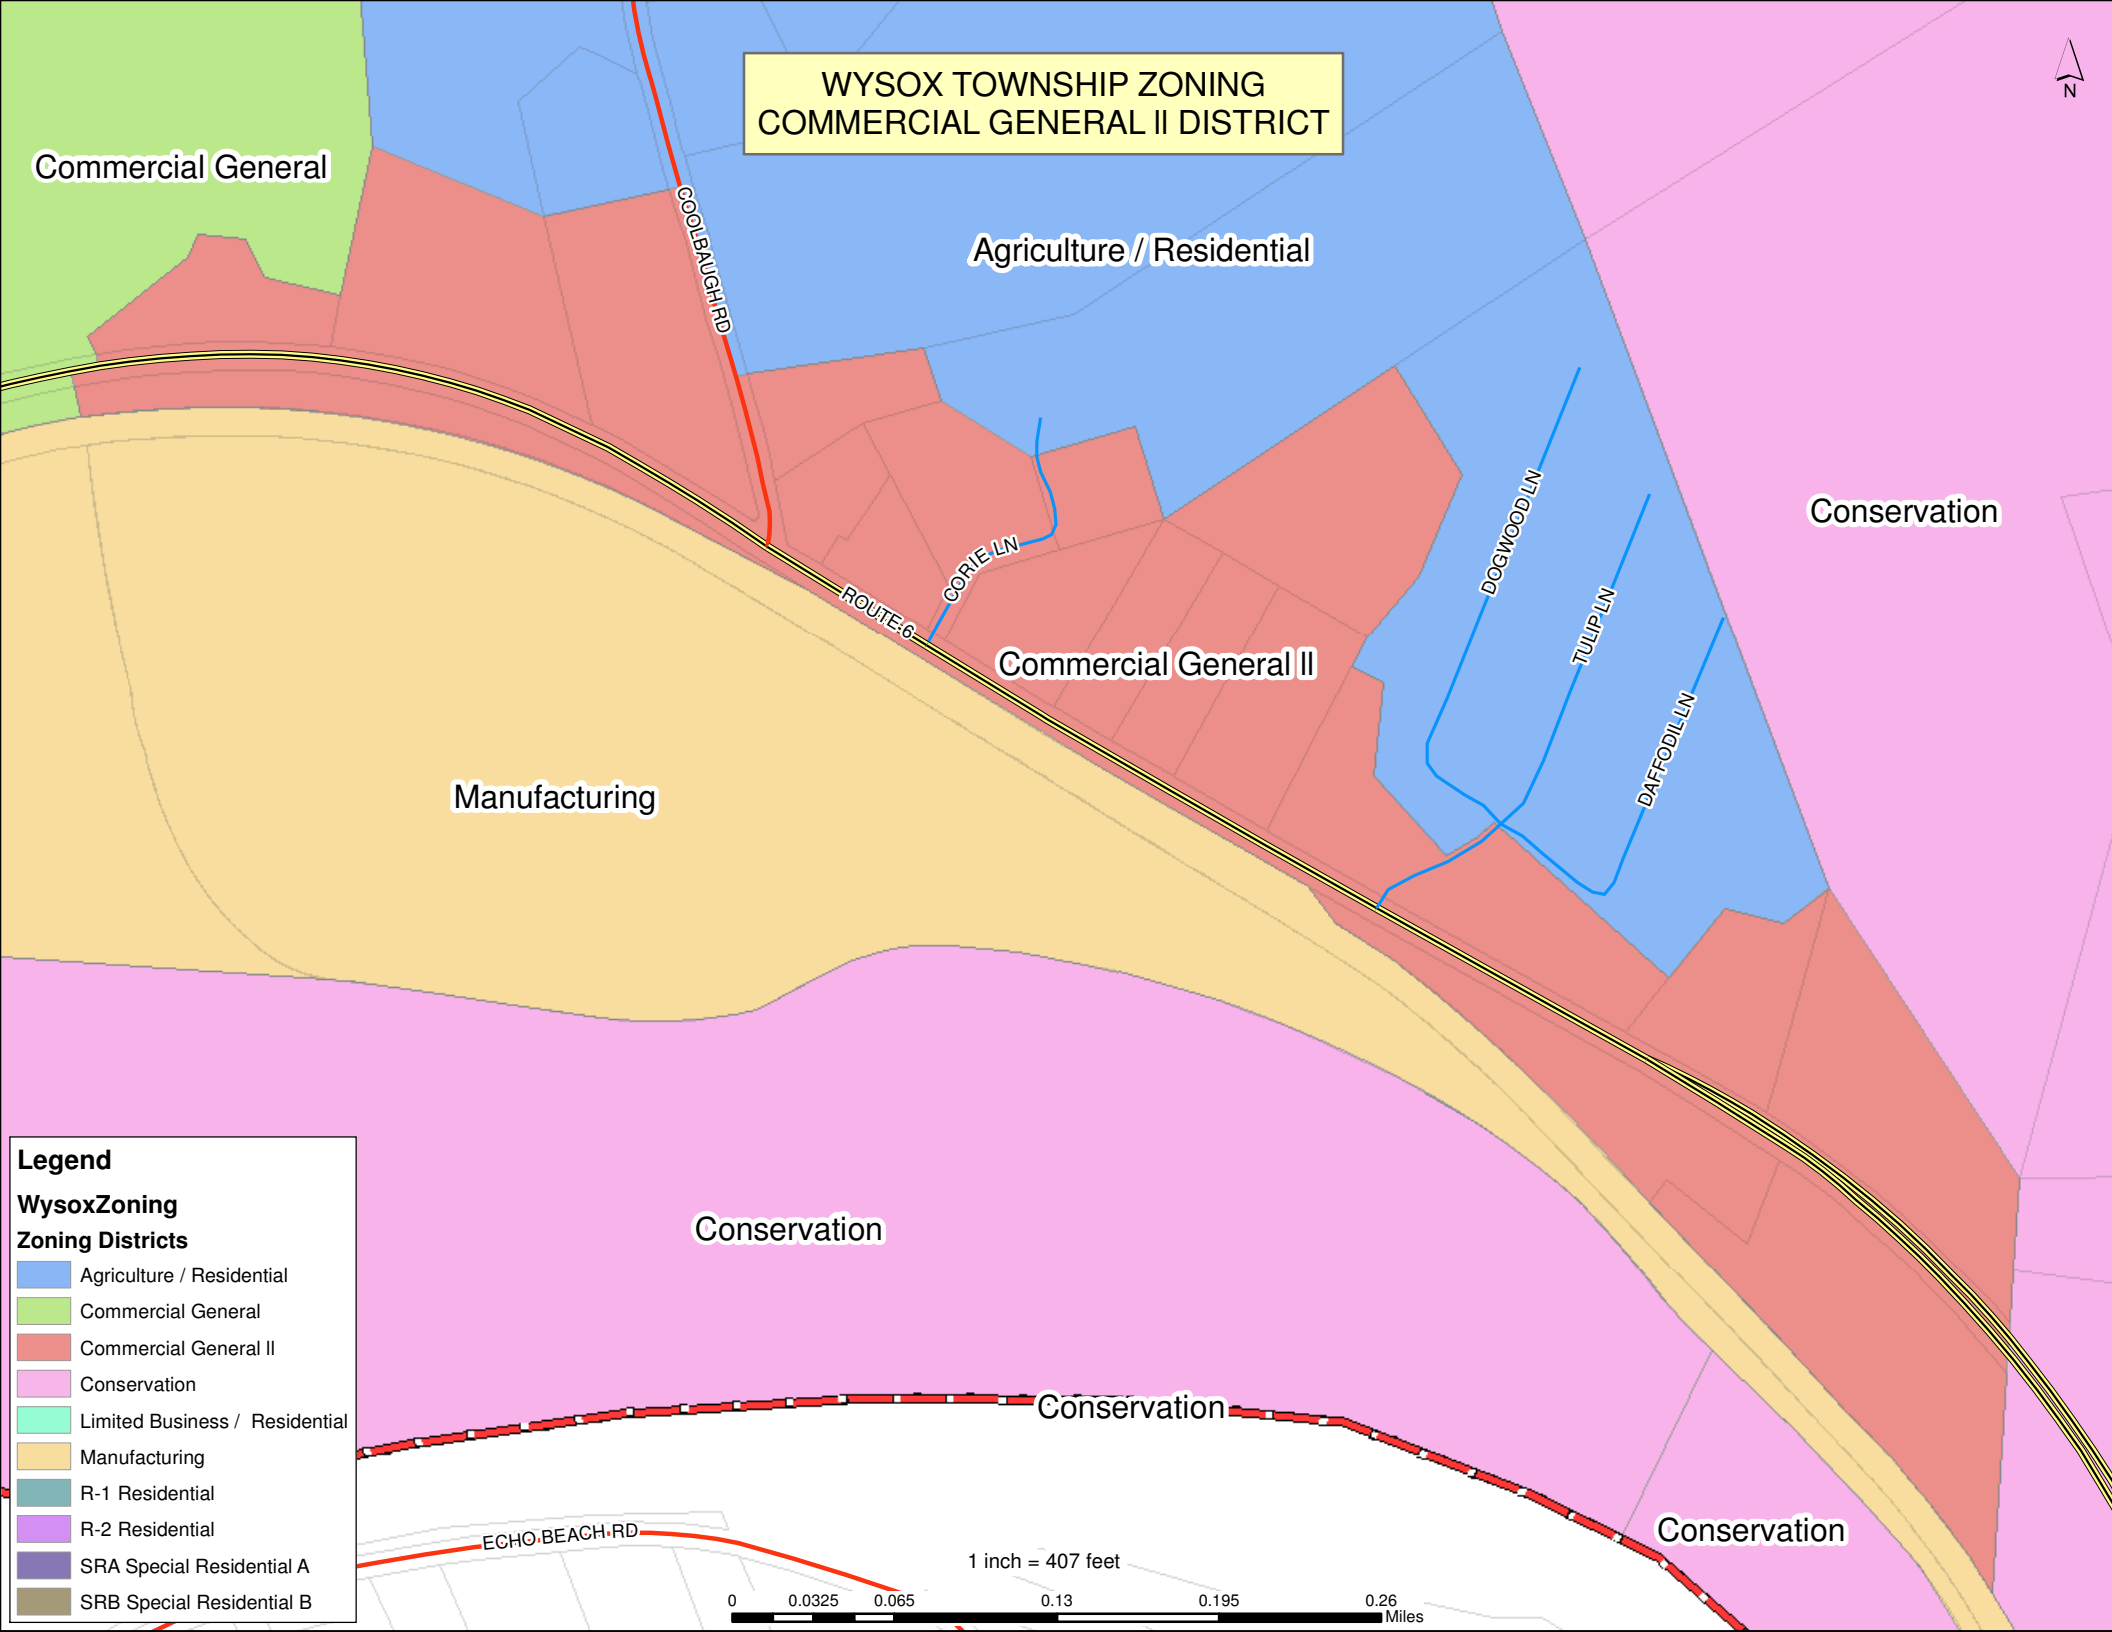 WYSOX TOWNSHIP ZONING
COMMERCIAL GENERAL II DISTRICT
N
Commercial General
COOLBAUGH RD
Agriculture / Residential
Conservation
DOGWOOD LN
CORIE LN
ROUTE 6
TULIP LN
Commercial General II
DAFFODIL LN
Manufacturing
Conservation
Conservation
Conservation
ECHO BEACH RD
Legend
WysoxZoning
Zoning Districts
Agriculture / Residential
Commercial General
Commercial General II
Conservation
Limited Business / Residential
Manufacturing
R-1 Residential
R-2 Residential
SRA Special Residential A
SRB Special Residential B
1 inch = 407 feet
0 0.0325 0.065 0.13 0.195 0.26
Miles